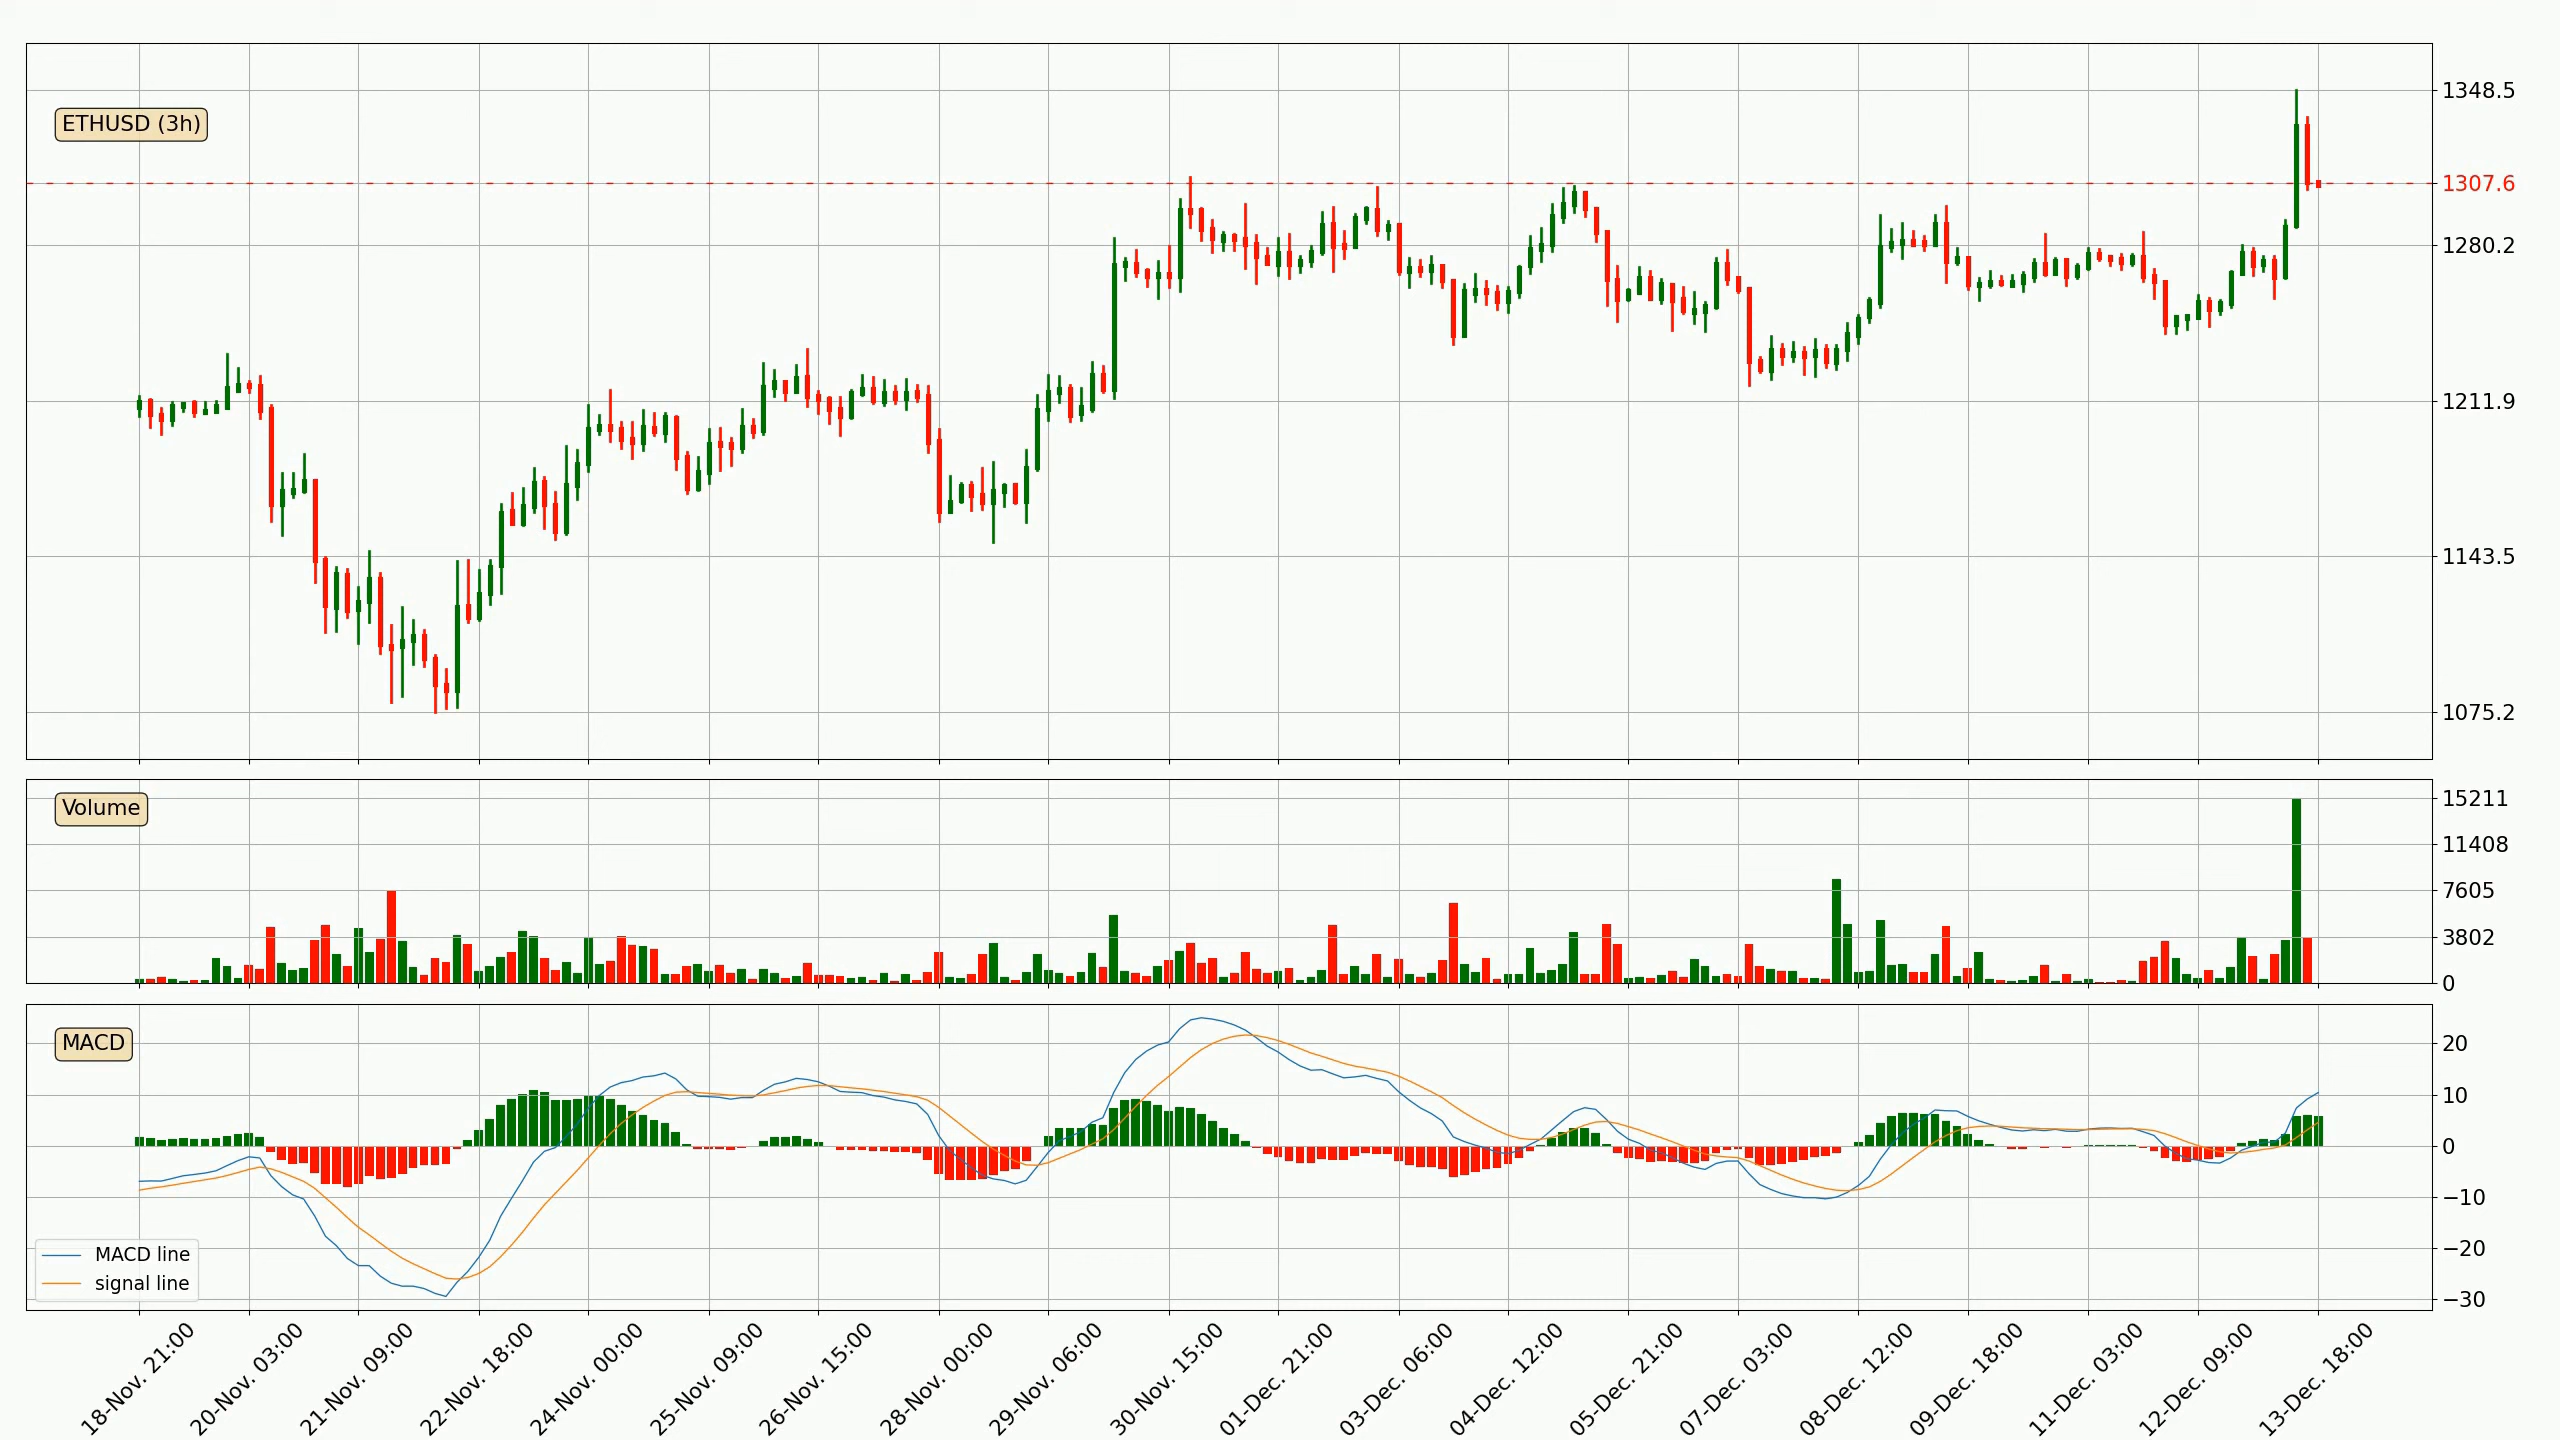 ETHUSD (3h)
1348.5
1307.6
1280.2
1211.9
1143.5
1075.2
Volume
15211
11408
7605
3802
0
MACD
20
10
0
−10
−20
−30
MACD line
signal line
18-Nov. 21:00
20-Nov. 03:00
21-Nov. 09:00
22-Nov. 18:00
24-Nov. 00:00
25-Nov. 09:00
26-Nov. 15:00
28-Nov. 00:00
29-Nov. 06:00
30-Nov. 15:00
01-Dec. 21:00
03-Dec. 06:00
04-Dec. 12:00
05-Dec. 21:00
07-Dec. 03:00
08-Dec. 12:00
09-Dec. 18:00
11-Dec. 03:00
12-Dec. 09:00
13-Dec. 18:00